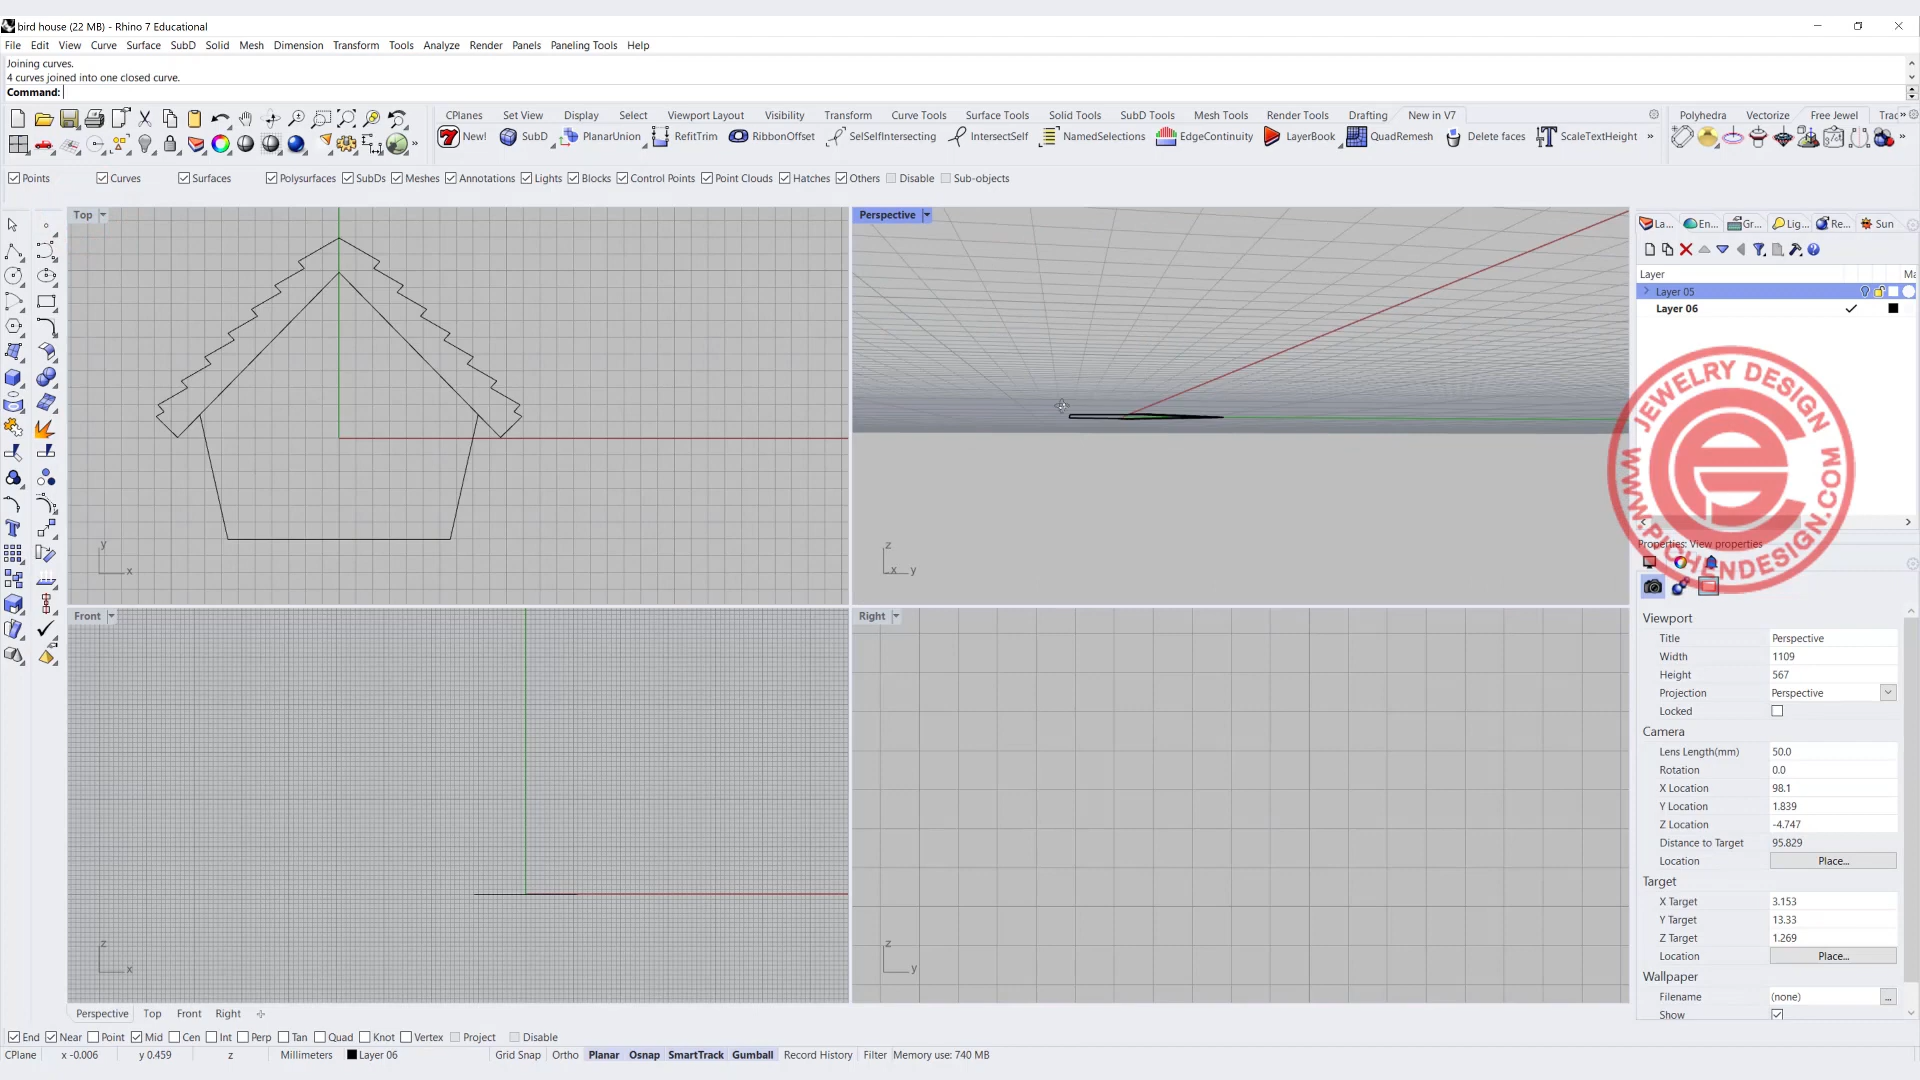 bird house (22 MB) - Rhino 7 Educational
File Edit View Curve Surface SubD Solid Mesh Dimension Transform Tools Analyze Render Panels Paneling Tools Help
Joining curves.
4 curves joined into one closed curve.
Command:
CPlanes Set View Display Select Viewport Layout Visibility Transform Curve Tools Surface Tools Solid Tools SubD Tools Mesh Tools Render Tools Drafting New in V7
Polyhedra Vectorize Free Jewel Trac »
New! SubD PlanarUnion RefitTrim RibbonOffset SelSelfIntersecting IntersectSelf NamedSelections EdgeContinuity LayerBook QuadRemesh Delete faces ScaleTextHeight »
Points Curves Surfaces Polysurfaces SubDs Meshes Annotations Lights Blocks Control Points Point Clouds Hatches Others Disable Sub-objects
Top
Perspective
La... En... Gr... Lig... Re... Sun
Layer Ma
Layer 05
Layer 06
JEWELRY DESIGN
WWW.PICHENDESIGN.COM
y
x
z
x y
Front
Right
z
x
z
y
Properties: View properties
Viewport
Title Perspective
Width 1109
Height 567
Projection Perspective
Locked
Camera
Lens Length(mm) 50.0
Rotation 0.0
X Location 98.1
Y Location 1.839
Z Location -4.747
Distance to Target 95.829
Location Place...
Target
X Target 3.153
Y Target 13.33
Z Target 1.269
Location Place...
Wallpaper
Filename (none) ...
Show
Perspective Top Front Right
End Near Point Mid Cen Int Perp Tan Quad Knot Vertex Project Disable
CPlane x -0.006 y 0.459 z Millimeters Layer 06 Grid Snap Ortho Planar Osnap SmartTrack Gumball Record History Filter Memory use: 740 MB